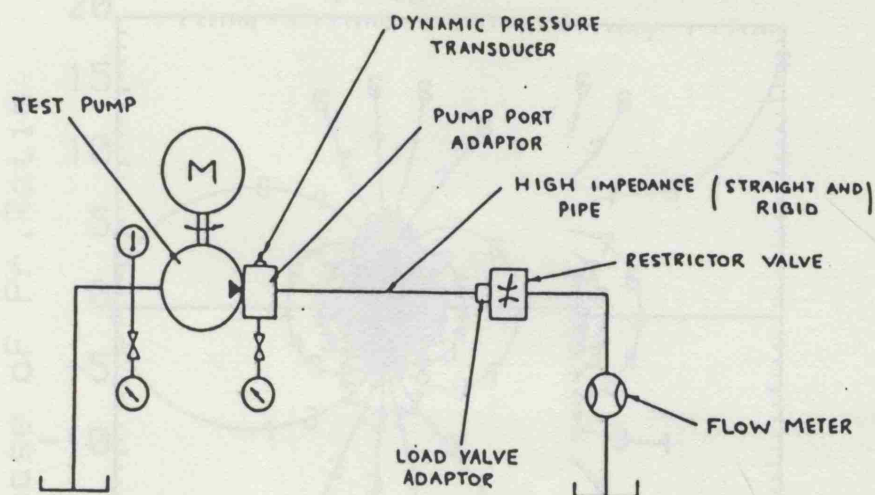 DYNAMIC PRESSURE
TRANSDUCER
TEST PUMP
PUMP PORT
ADAPTOR
M
HIGH IMPEDANCE (STRAIGHT AND
PIPE RIGID)
RESTRICTOR VALVE
FLOW METER
LOAD VALVE
ADAPTOR